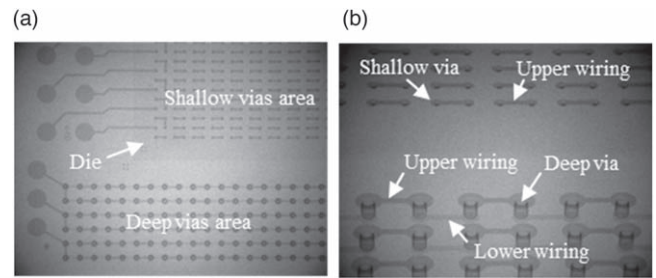 (a)
Shallow vias area
Die
Deep vias area
(b)
Shallow via
Upper wiring
Upper wiring
Deep via
Lower wiring